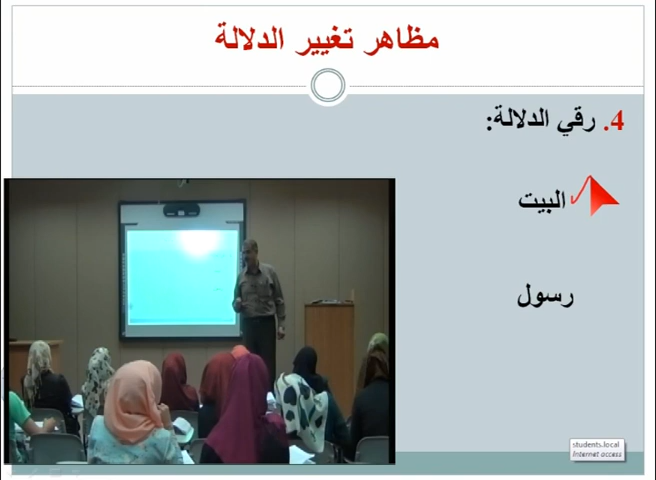 مظاهر تغيير الدلالة
4. رقي الدلالة:
البيت
رسول
students.local
Internet access